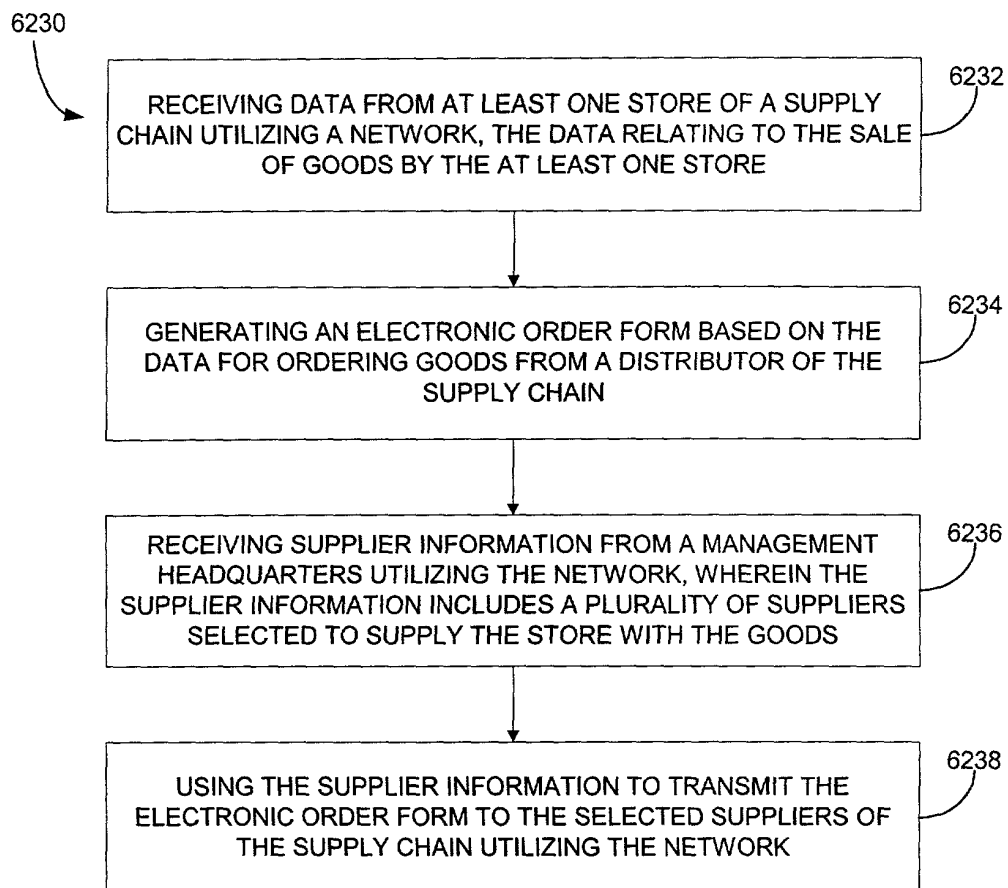 6230
6232
RECEIVING DATA FROM AT LEAST ONE STORE OF A SUPPLY
CHAIN UTILIZING A NETWORK, THE DATA RELATING TO THE SALE
OF GOODS BY THE AT LEAST ONE STORE
6234
GENERATING AN ELECTRONIC ORDER FORM BASED ON THE
DATA FOR ORDERING GOODS FROM A DISTRIBUTOR OF THE
SUPPLY CHAIN
6236
RECEIVING SUPPLIER INFORMATION FROM A MANAGEMENT
HEADQUARTERS UTILIZING THE NETWORK, WHEREIN THE
SUPPLIER INFORMATION INCLUDES A PLURALITY OF SUPPLIERS
SELECTED TO SUPPLY THE STORE WITH THE GOODS
6238
USING THE SUPPLIER INFORMATION TO TRANSMIT THE
ELECTRONIC ORDER FORM TO THE SELECTED SUPPLIERS OF
THE SUPPLY CHAIN UTILIZING THE NETWORK